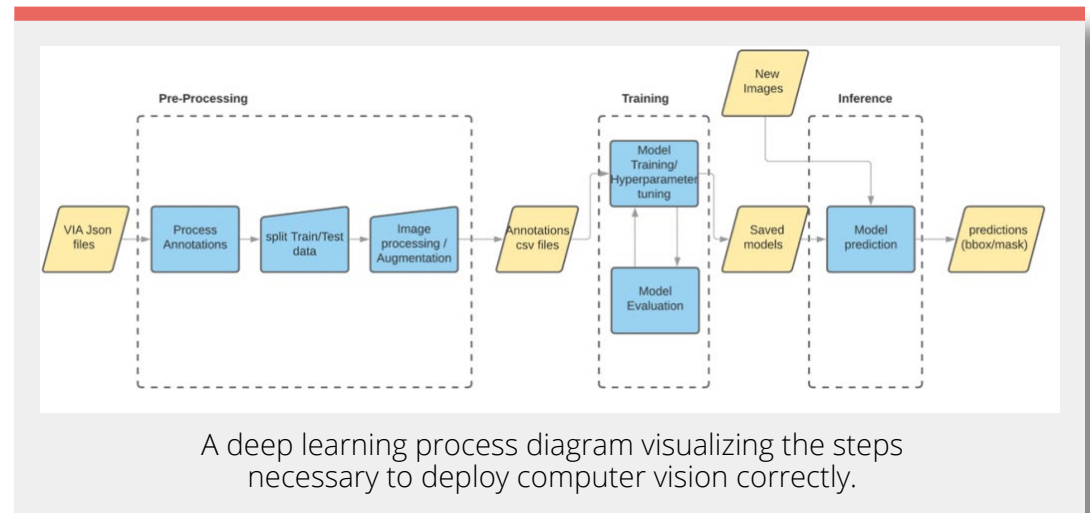 Pre-Processing
Training
New
Images
Inference
VIA Json
files
Process
Annotations
split Train/Test
data
Image
processing /
Augmentation
Annotations
csv files
Model
Training/
Hyperparameter
tuning
Model
Evaluation
Saved
models
Model
prediction
predictions
(bbox/mask)
A deep learning process diagram visualizing the steps
necessary to deploy computer vision correctly.